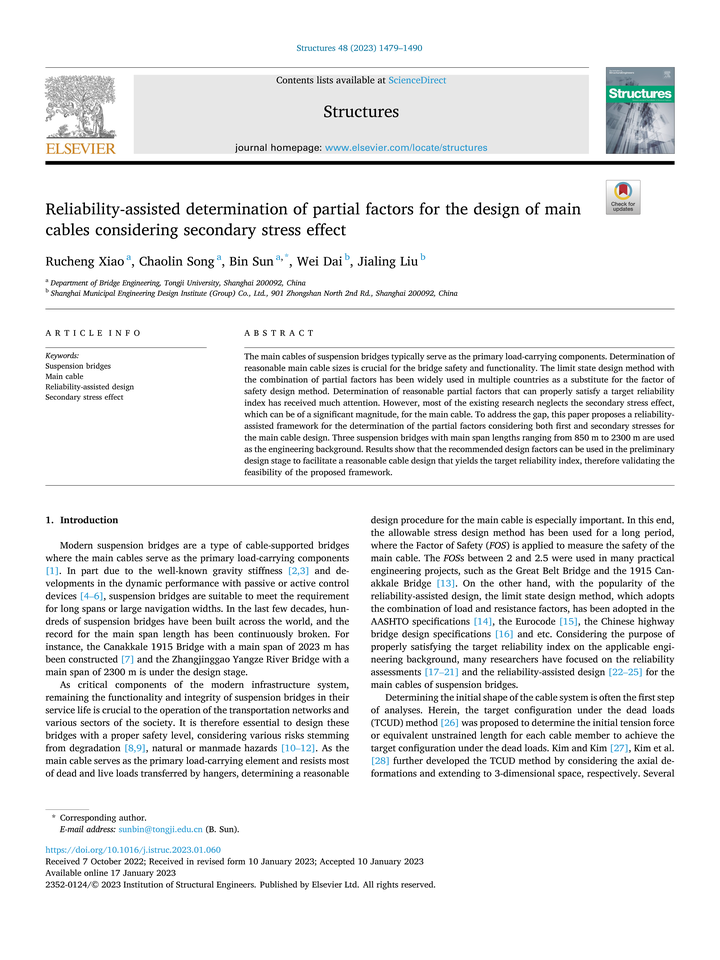 Structures 48 (2023) 1479–1490
Contents lists available at ScienceDirect
Structures
journal homepage: www.elsevier.com/locate/structures
ELSEVIER
Structures
Check for
updates
Reliability-assisted determination of partial factors for the design of main
cables considering secondary stress effect
Rucheng Xiao a, Chaolin Song a, Bin Sun a,*, Wei Dai b, Jialing Liu b
a Department of Bridge Engineering, Tongji University, Shanghai 200092, China
b Shanghai Municipal Engineering Design Institute (Group) Co., Ltd., 901 Zhongshan North 2nd Rd., Shanghai 200092, China
ARTICLE INFO
Keywords:
Suspension bridges
Main cable
Reliability-assisted design
Secondary stress effect
ABSTRACT
The main cables of suspension bridges typically serve as the primary load-carrying components. Determination of
reasonable main cable sizes is crucial for the bridge safety and functionality. The limit state design method with
the combination of partial factors has been widely used in multiple countries as a substitute for the factor of
safety design method. Determination of reasonable partial factors that can properly satisfy a target reliability
index has received much attention. However, most of the existing research neglects the secondary stress effect,
which can be of a significant magnitude, for the main cable. To address the gap, this paper proposes a reliability-
assisted framework for the determination of the partial factors considering both first and secondary stresses for
the main cable design. Three suspension bridges with main span lengths ranging from 850 m to 2300 m are used
as the engineering background. Results show that the recommended design factors can be used in the preliminary
design stage to facilitate a reasonable cable design that yields the target reliability index, therefore validating the
feasibility of the proposed framework.
1. Introduction
Modern suspension bridges are a type of cable-supported bridges
where the main cables serve as the primary load-carrying components
[1]. In part due to the well-known gravity stiffness [2,3] and de-
velopments in the dynamic performance with passive or active control
devices [4–6], suspension bridges are suitable to meet the requirement
for long spans or large navigation widths. In the last few decades, hun-
dreds of suspension bridges have been built across the world, and the
record for the main span length has been continuously broken. For
instance, the Canakkale 1915 Bridge with a main span of 2023 m has
been constructed [7] and the Zhangjinggao Yangze River Bridge with a
main span of 2300 m is under the design stage.
As critical components of the modern infrastructure system,
remaining the functionality and integrity of suspension bridges in their
service life is crucial to the operation of the transportation networks and
various sectors of the society. It is therefore essential to design these
bridges with a proper safety level, considering various risks stemming
from degradation [8,9], natural or manmade hazards [10–12]. As the
main cable serves as the primary load-carrying element and resists most
of dead and live loads transferred by hangers, determining a reasonable
design procedure for the main cable is especially important. In this end,
the allowable stress design method has been used for a long period,
where the Factor of Safety (FOS) is applied to measure the safety of the
main cable. The FOSs between 2 and 2.5 were used in many practical
engineering projects, such as the Great Belt Bridge and the 1915 Can-
akkale Bridge [13]. On the other hand, with the popularity of the
reliability-assisted design, the limit state design method, which adopts
the combination of load and resistance factors, has been adopted in the
AASHTO specifications [14], the Eurocode [15], the Chinese highway
bridge design specifications [16] and etc. Considering the purpose of
properly satisfying the target reliability index on the applicable engi-
neering background, many researchers have focused on the reliability
assessments [17–21] and the reliability-assisted design [22–25] for the
main cables of suspension bridges.
Determining the initial shape of the cable system is often the first step
of analyses. Herein, the target configuration under the dead loads
(TCUD) method [26] was proposed to determine the initial tension force
or equivalent unstrained length for each cable member to achieve the
target configuration under the dead loads. Kim and Kim [27], Kim et al.
[28] further developed the TCUD method by considering the axial de-
formations and extending to 3-dimensional space, respectively. Several
* Corresponding author.
E-mail address: sunbin@tongji.edu.cn (B. Sun).
https://doi.org/10.1016/j.istruc.2023.01.060
Received 7 October 2022; Received in revised form 10 January 2023; Accepted 10 January 2023
Available online 17 January 2023
2352-0124/© 2023 Institution of Structural Engineers. Published by Elsevier Ltd. All rights reserved.